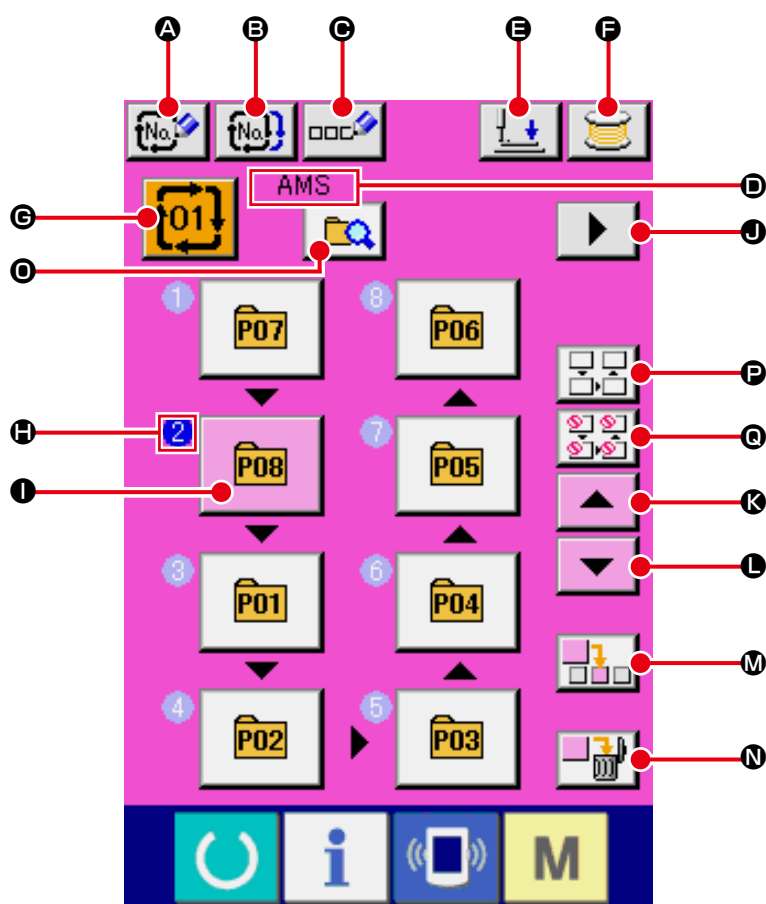 A B C E F
No. No.
AMS D
G 01 J
O
1 P07 8 P06
P
H 2 P08 7 P05 Q
I K
3 P01 6 P04 L
M
4 P02 5 P03 N
i M